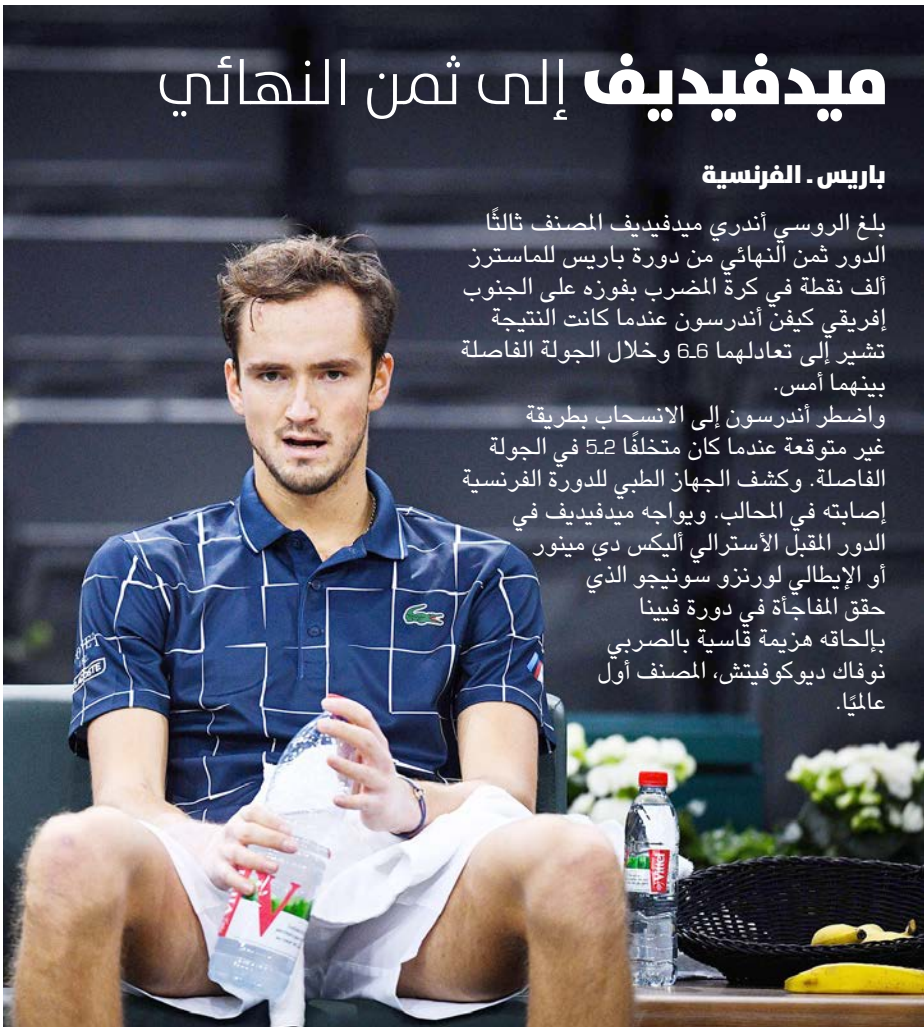 ميدفيديف إلى ثمن النهائي
باريس ـ الفرنسية
بلغ الروسي أندري ميدفيديف المصنف ثالثًا
الدور ثمن النهائي من دورة باريس للماسترز
ألف نقطة في كرة المضرب بفوزه على الجنوب
إفريقي كيفن أندرسون عندما كانت النتيجة
تشير إلى تعادلهما 6ـ6 وخلال الجولة الفاصلة
بينهما أمس.
واضطر أندرسون إلى الانسحاب بطريقة
غير متوقعة عندما كان متخلفًا 2ـ5 في الجولة
الفاصلة. وكشف الجهاز الطبي للدورة الفرنسية
إصابته في المحالب. ويواجه ميدفيديف في
الدور المقبل الأسترالي أليكس دي مينور
أو الإيطالي لورنزو سونيجو الذي
حقق المفاجأة في دورة فيينا
بإلحاقه هزيمة قاسية بالصربي
نوفاك ديوكوفيتش، المصنف أول
عالميًا.
Vittel